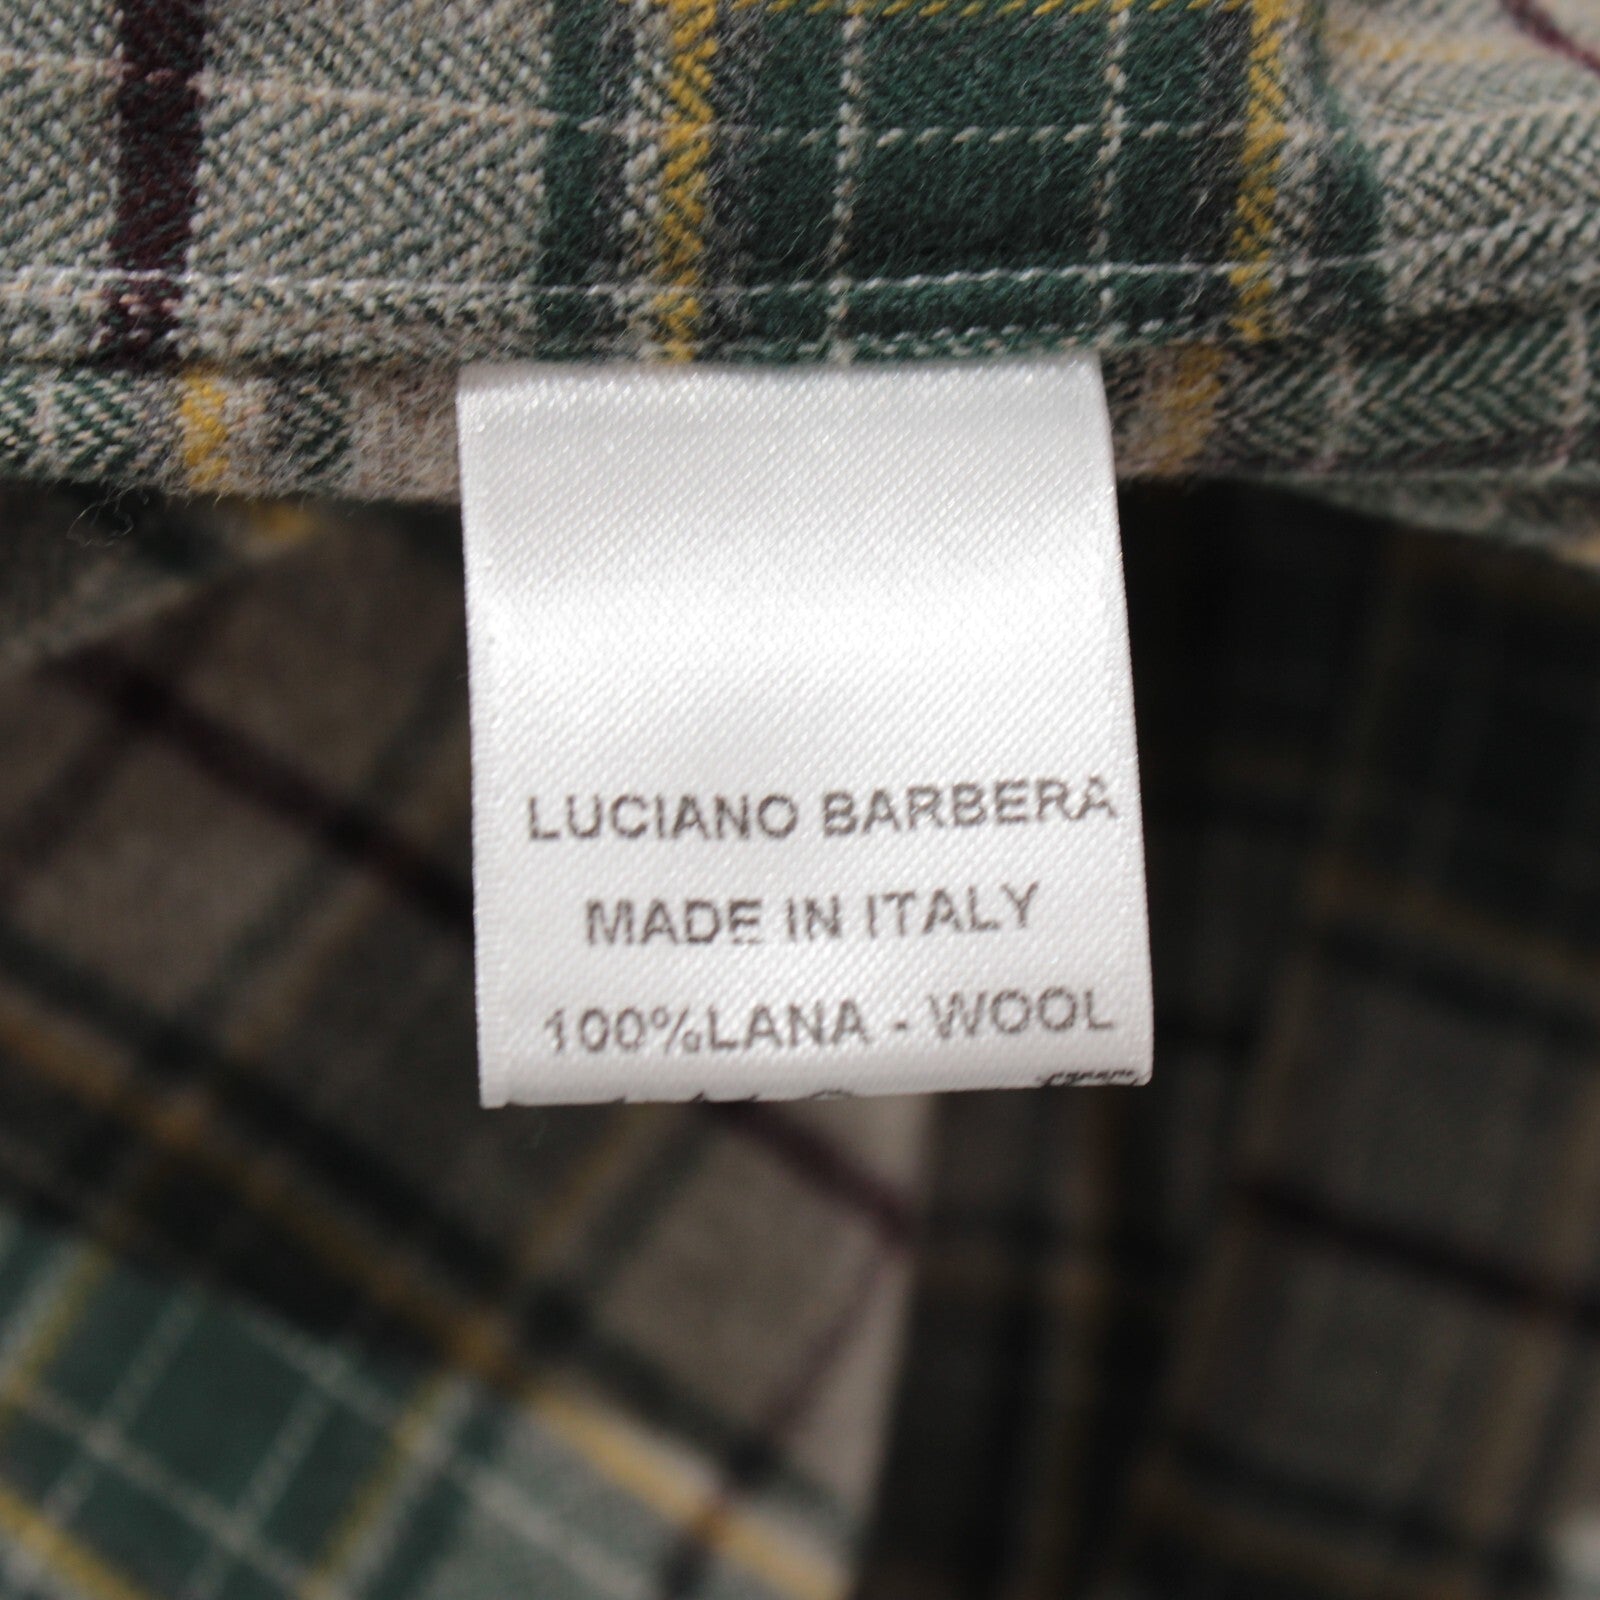 LUCIANO BARBERA
MADE IN ITALY
100%LANA - WOOL